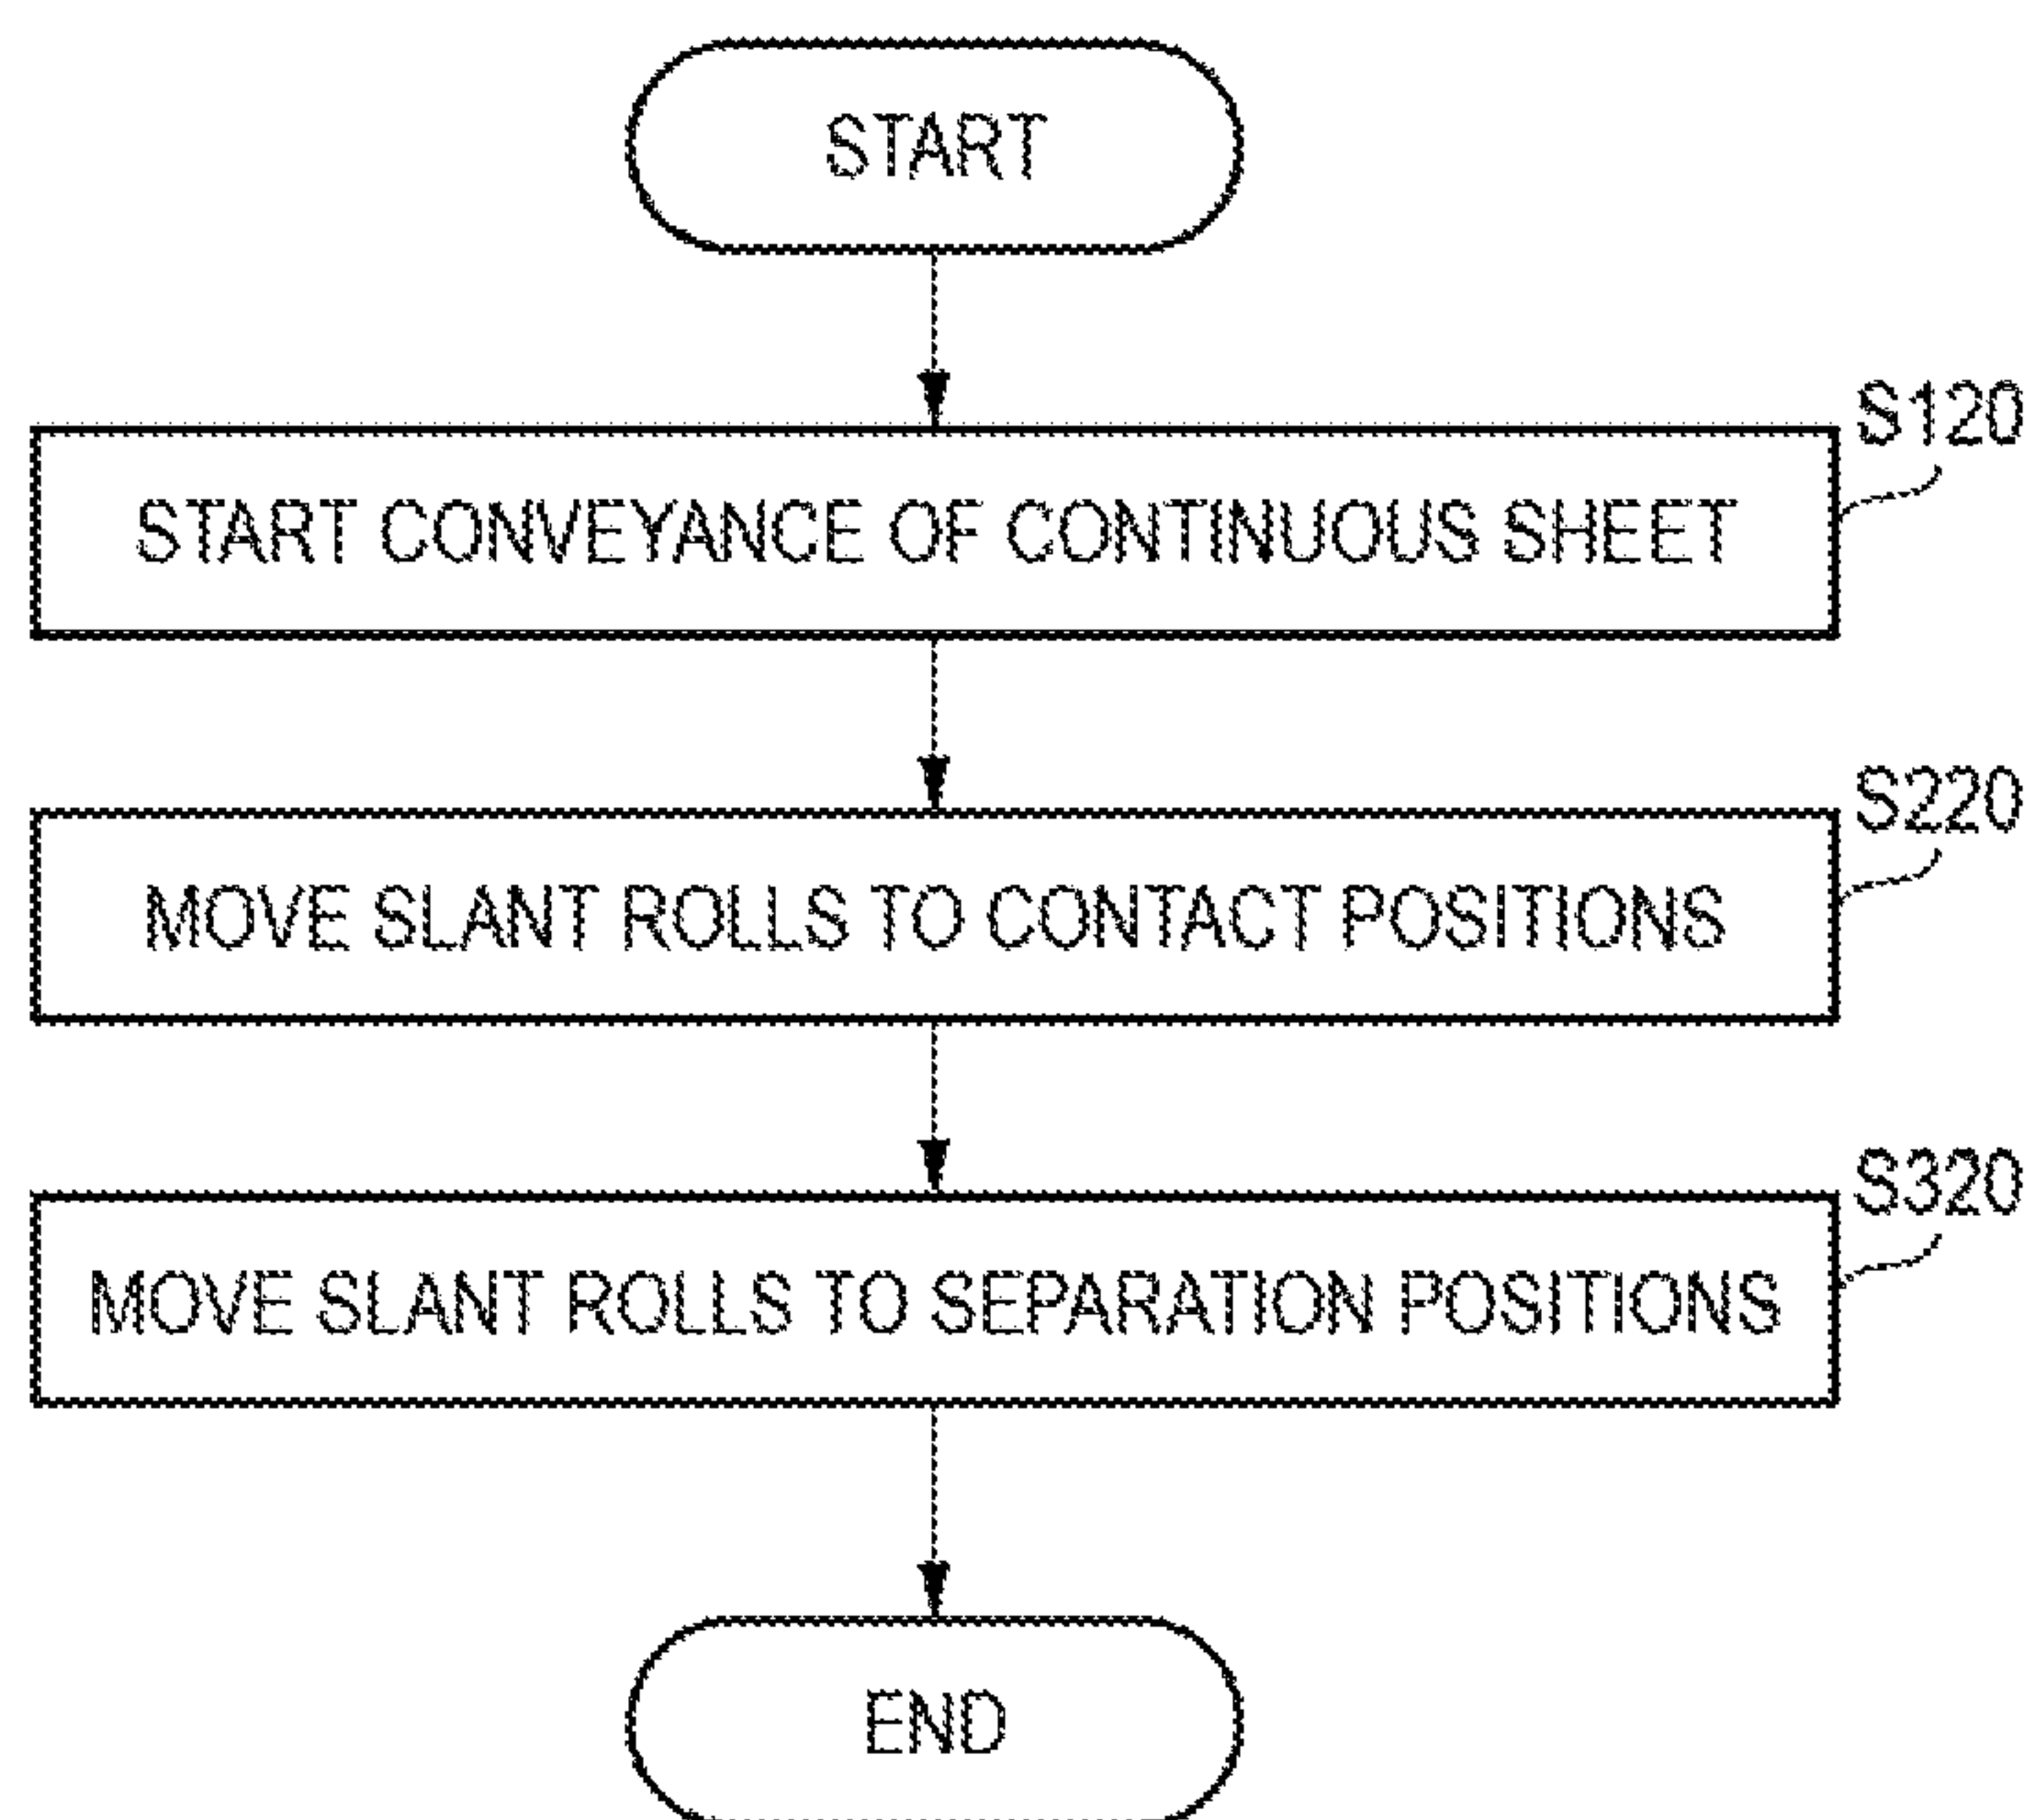 START
S120
START CONVEYANCE OF CONTINUOUS SHEET
S220
MOVE SLANT ROLLS TO CONTACT POSITIONS
S320
MOVE SLANT ROLLS TO SEPARATION POSITIONS
END